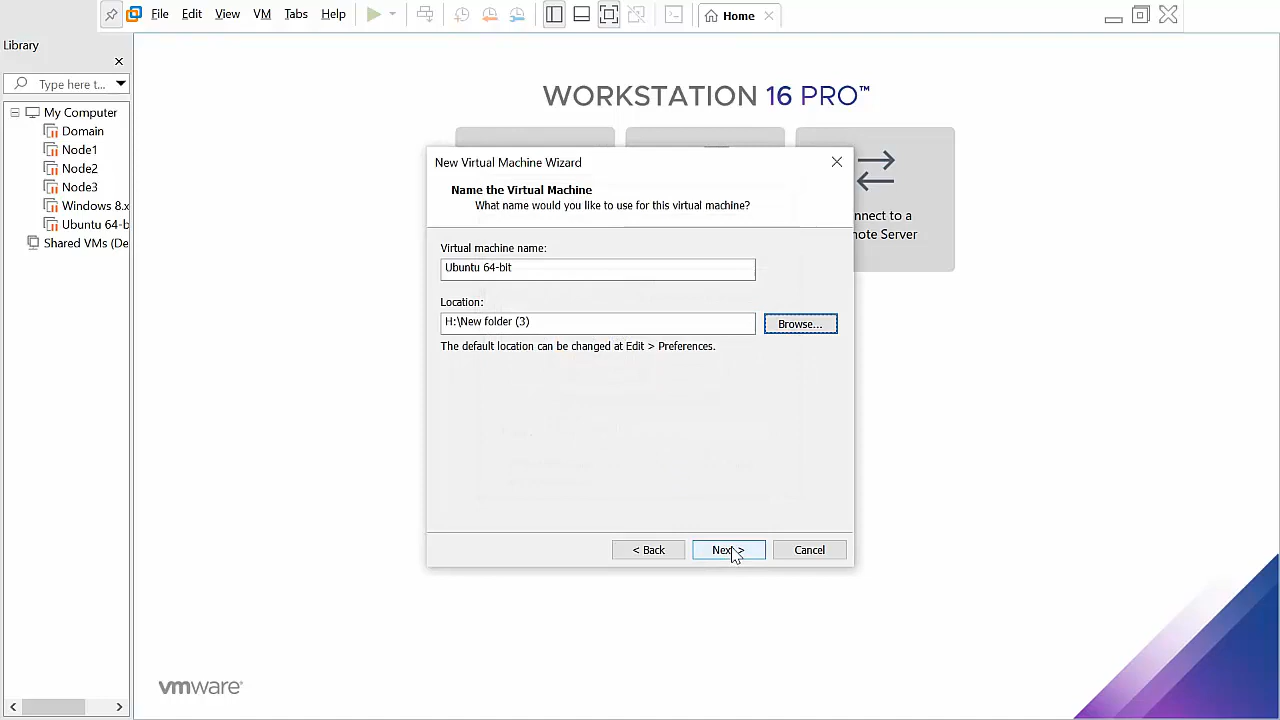 File Edit View VM Tabs Help
Home
Library
Type here t...
My Computer
Domain
Node1
Node2
Node3
Windows 8.x
Ubuntu 64-b
Shared VMs (De
WORKSTATION 16 PRO™
New Virtual Machine Wizard
Name the Virtual Machine
What name would you like to use for this virtual machine?
nnect to a
ote Server
Virtual machine name:
Ubuntu 64-bit
Location:
H:\New folder (3)
Browse...
The default location can be changed at Edit > Preferences.
< Back
Next >
Cancel
vmware®